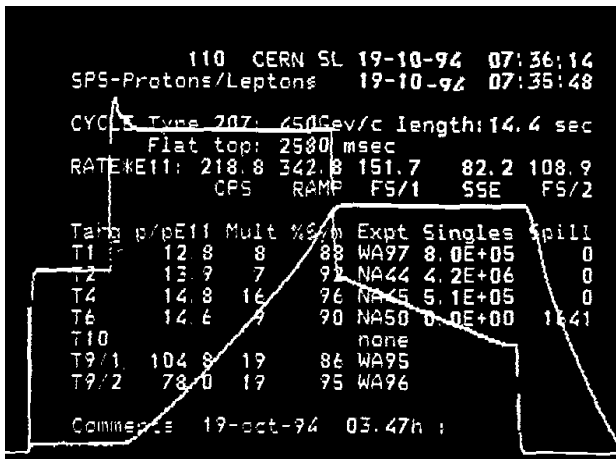 110 CERN SL 19-10-94 07:36:14
SPS-Protons/Leptons 19-10-94 07:35:48
CYCLE Type 207: 450Gev/c length:14.4 sec
Flat top: 2580 msec
RATE*E11: 218.8 342.8 151.7 82.2 108.9
CPS RAMP FS/1 SSE FS/2
Targ p/pE11 Mult %Sym Expt Singles Spill
T1 12.8 8 88 WA97 8.0E+05 0
T2 13.9 7 92 NA44 4.2E+06 0
T4 14.8 16 96 NA45 5.1E+05 0
T6 14.6 9 90 NA50 0.0E+00 1641
T10 none
T9/1 104.8 19 86 WA95
T9/2 78.0 19 95 WA96
Comments 19-oct-94 03.47h :